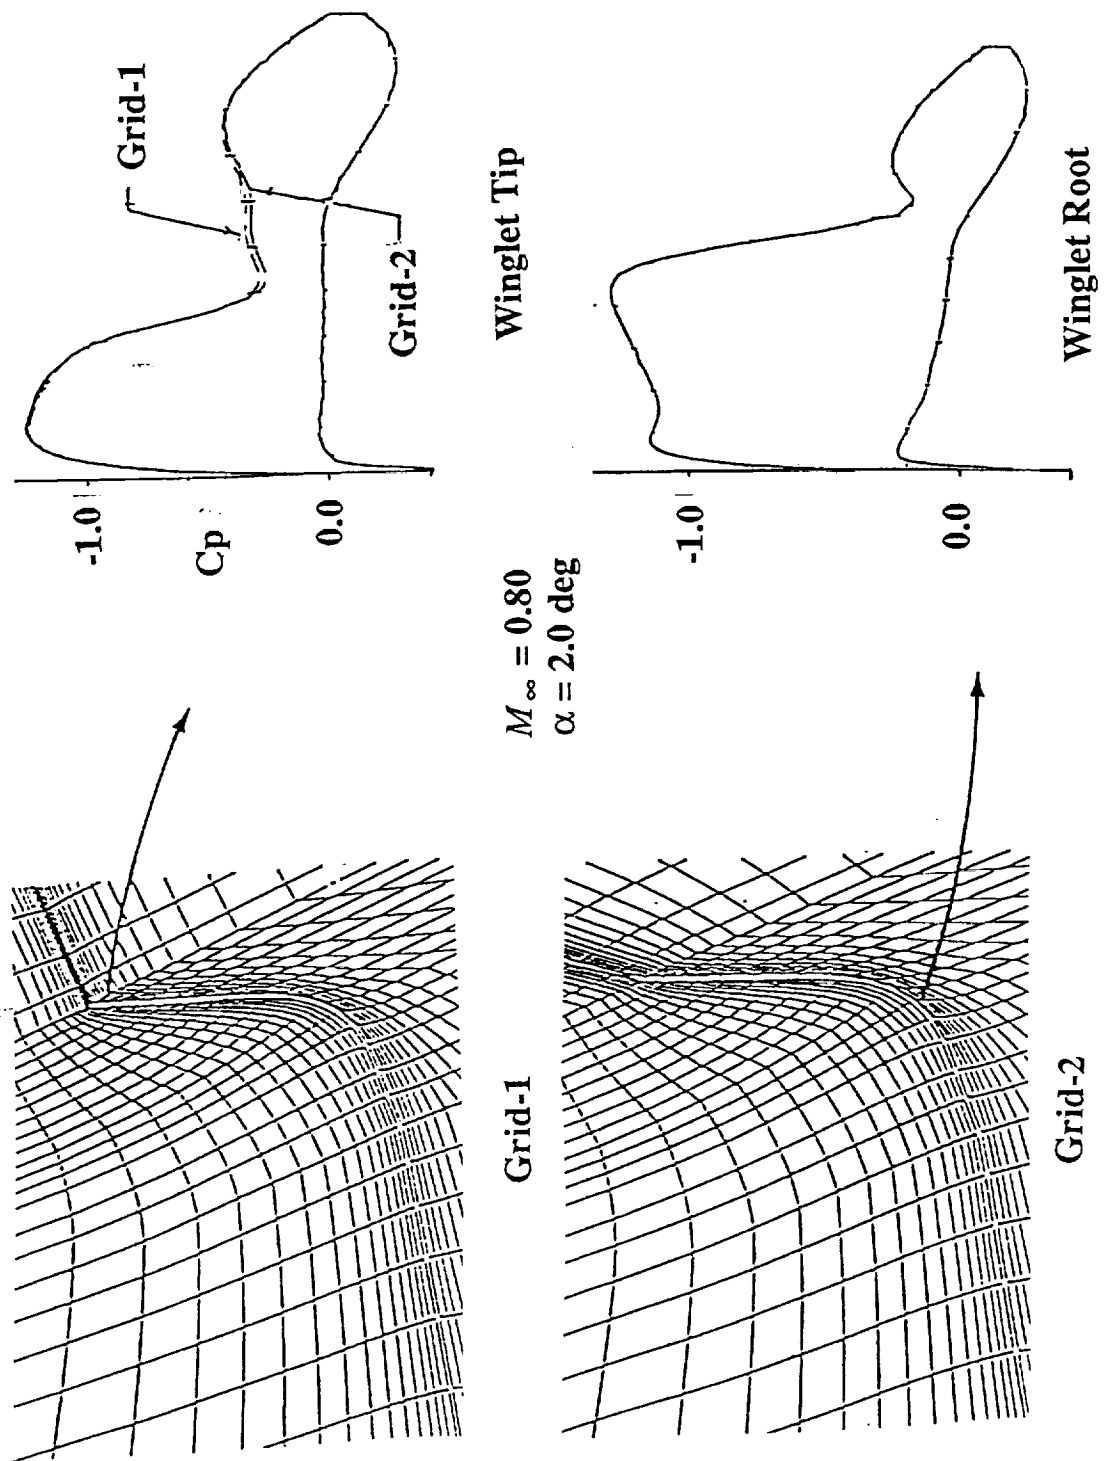 Grid-1
Grid-2
-1.0
Cp
0.0
Winglet Tip
M∞ = 0.80
α = 2.0 deg
-1.0
0.0
Winglet Root
Grid-1
Grid-2